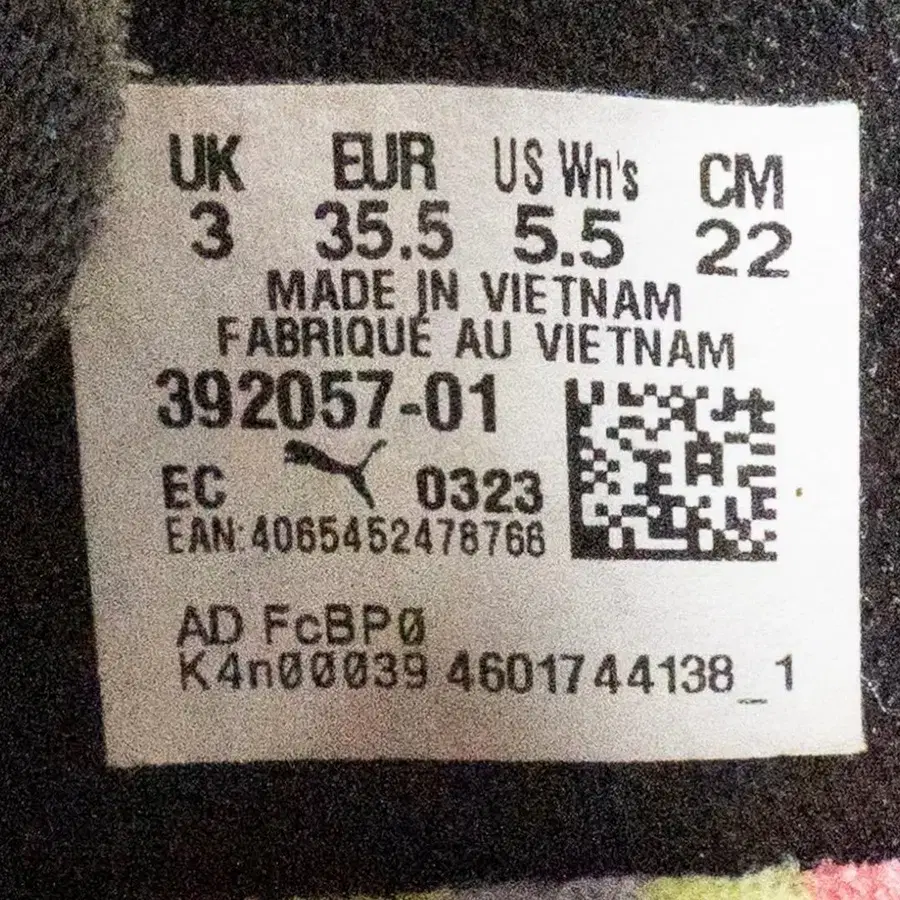 UK EUR US Wn's CM
3 35.5 5.5 22
MADE IN VIETNAM
FABRIQUÉ AU VIETNAM
392057-01
EC 0323
EAN:4065452478768
AD FcBP0
K4n00039 4601744138_1